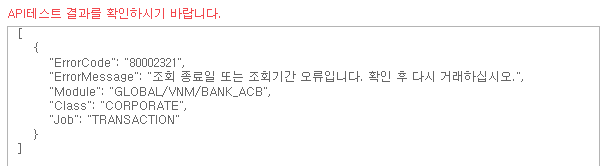 API테스트 결과를 확인하시기 바랍니다.
[
{
"ErrorCode": "80002321",
"ErrorMessage": "조회 종료일 또는 조회기간 오류입니다. 확인 후 다시 거래하십시오.",
"Module": "GLOBAL/VNM/BANK_ACB",
"Class": "CORPORATE",
"Job": "TRANSACTION"
}
]